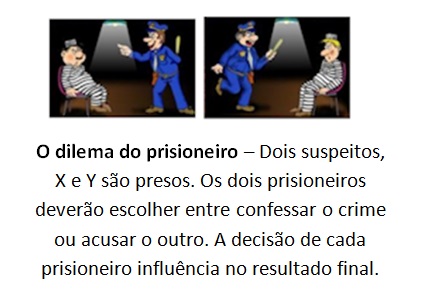 O dilema do prisioneiro – Dois suspeitos,
X e Y são presos. Os dois prisioneiros
deverão escolher entre confessar o crime
ou acusar o outro. A decisão de cada
prisioneiro influência no resultado final.